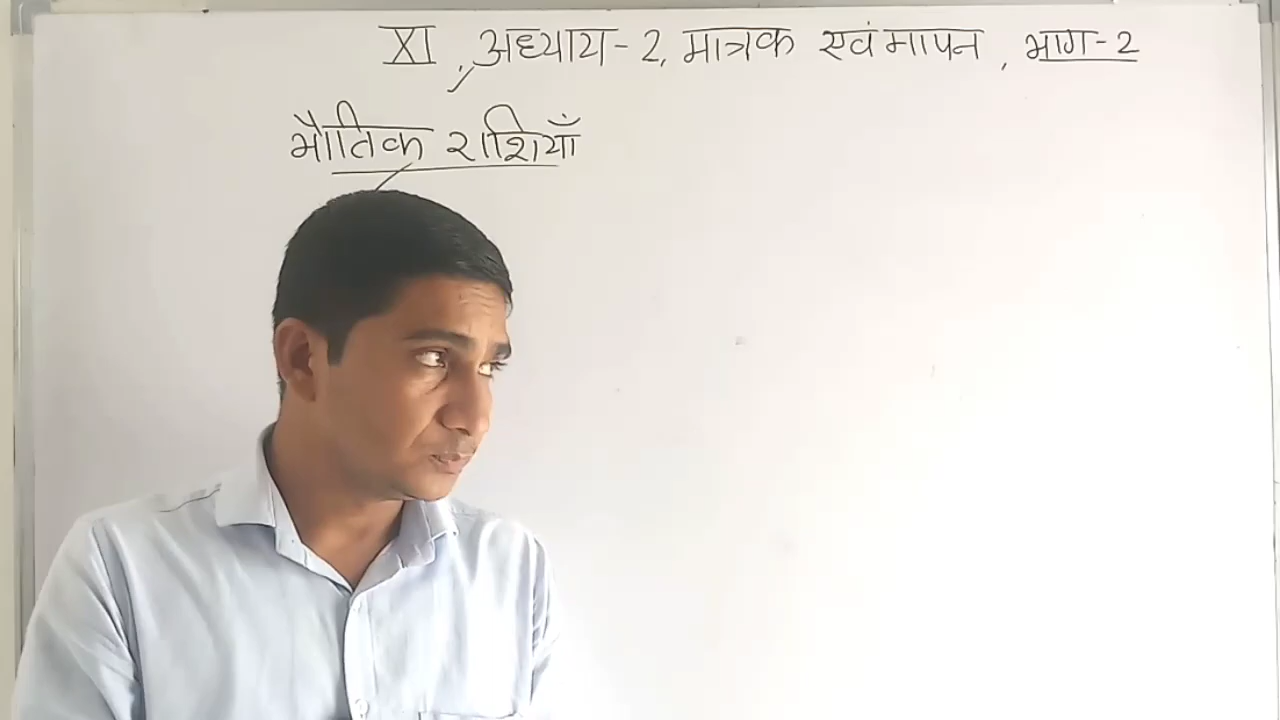 XI, अध्याय-2, मात्रक एवं मापन, भाग-2
भौतिक राशियाँ